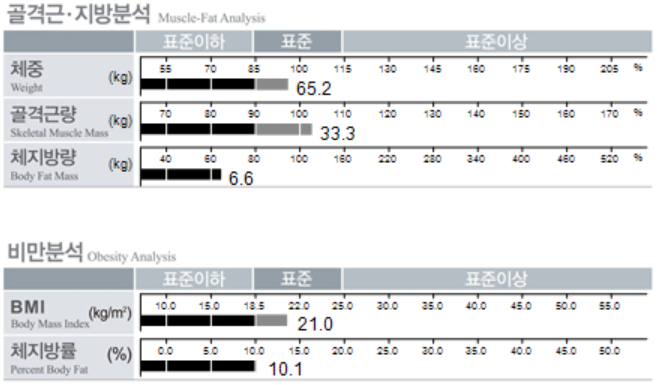 골격근·지방분석 Muscle-Fat Analysis
표준이하 표준 표준이상
체중 (kg) 55 70 85 100 115 130 145 160 175 190 205 %
Weight 65.2
골격근량 (kg) 70 80 90 100 110 120 130 140 150 160 170 %
Skeletal Muscle Mass 33.3
체지방량 (kg) 40 60 80 100 160 220 280 340 400 460 520 %
Body Fat Mass 6.6
비만분석 Obesity Analysis
표준이하 표준 표준이상
BMI (kg/m²) 10.0 15.0 18.5 22.0 25.0 30.0 35.0 40.0 45.0 50.0 55.0
Body Mass Index 21.0
체지방률 (%) 0.0 5.0 10.0 15.0 20.0 25.0 30.0 35.0 40.0 45.0 50.0
Percent Body Fat 10.1